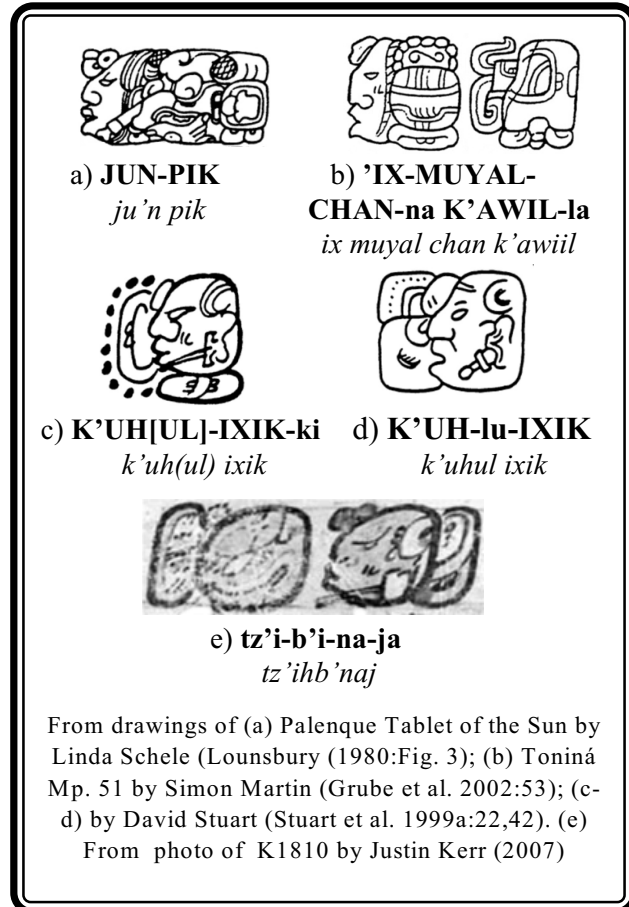 a) JUN-PIK
ju’n pik
b) ’IX-MUYAL-
CHAN-na K’AWIL-la
ix muyal chan k’awiil
c) K’UH[UL]-IXIK-ki
k’uh(ul) ixik
d) K’UH-lu-IXIK
k’uhul ixik
e) tz’i-b’i-na-ja
tz’ihb’naj
From drawings of (a) Palenque Tablet of the Sun by
Linda Schele (Lounsbury (1980:Fig. 3); (b) Toniná
Mp. 51 by Simon Martin (Grube et al. 2002:53); (c-
d) by David Stuart (Stuart et al. 1999a:22,42). (e)
From photo of K1810 by Justin Kerr (2007)